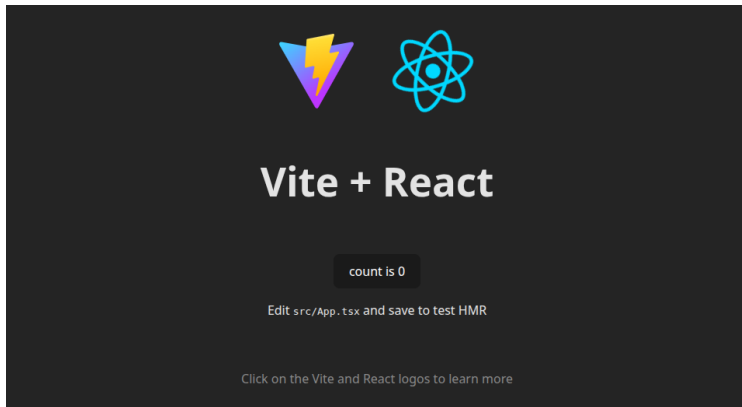 Vite + React
count is 0
Edit src/App.tsx and save to test HMR
Click on the Vite and React logos to learn more